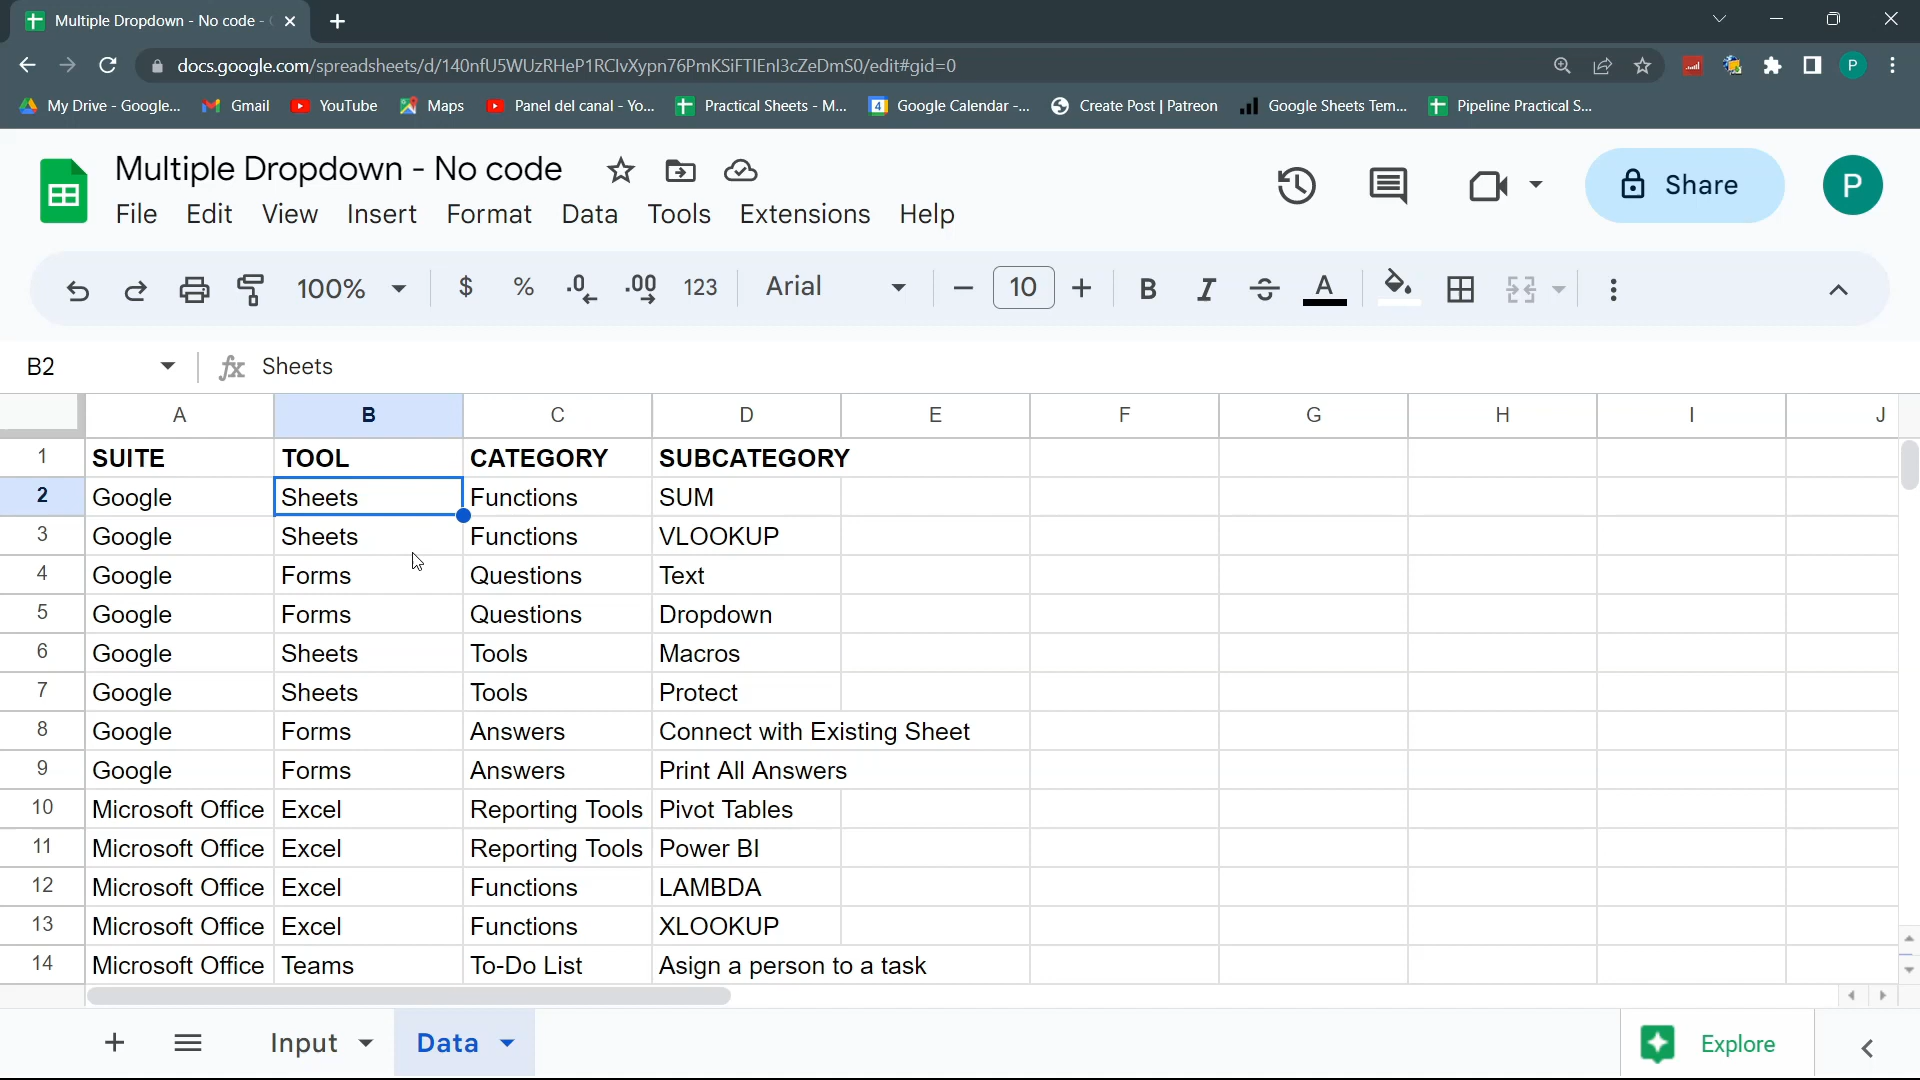 Multiple Dropdown - No code -
docs.google.com/spreadsheets/d/140nfU5WUzRHeP1RClvXypn76PmKSiFTIEnI3cZeDmS0/edit#gid=0
My Drive - Google... Gmail YouTube Maps Panel del canal - Yo... Practical Sheets - M... 4 Google Calendar -... Create Post | Patreon Google Sheets Tem... Pipeline Practical S...
Multiple Dropdown - No code
File Edit View Insert Format Data Tools Extensions Help
Share
P
100% $ % .0 .00 123 Arial 10 B I A
B2 fx Sheets
A B C D E F G H I J
1 SUITE TOOL CATEGORY SUBCATEGORY
2 Google Sheets Functions SUM
3 Google Sheets Functions VLOOKUP
4 Google Forms Questions Text
5 Google Forms Questions Dropdown
6 Google Sheets Tools Macros
7 Google Sheets Tools Protect
8 Google Forms Answers Connect with Existing Sheet
9 Google Forms Answers Print All Answers
10 Microsoft Office Excel Reporting Tools Pivot Tables
11 Microsoft Office Excel Reporting Tools Power BI
12 Microsoft Office Excel Functions LAMBDA
13 Microsoft Office Excel Functions XLOOKUP
14 Microsoft Office Teams To-Do List Asign a person to a task
Input Data Explore